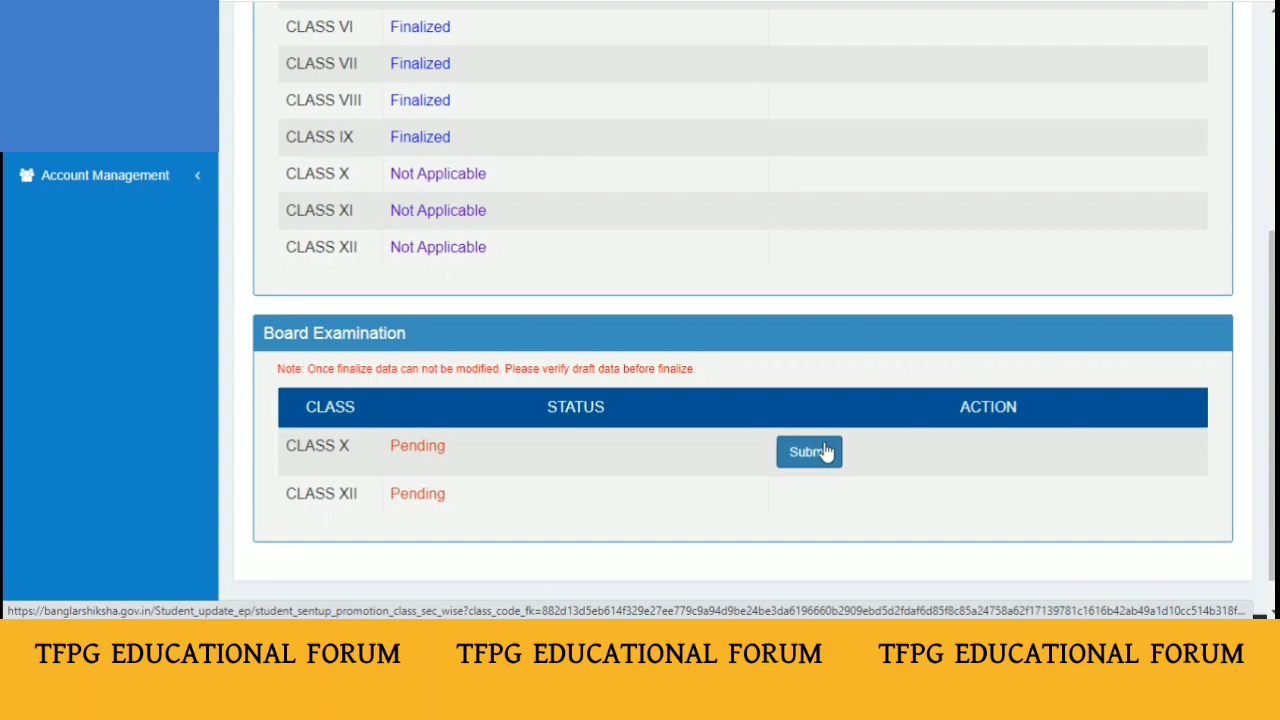 CLASS VI Finalized
CLASS VII Finalized
CLASS VIII Finalized
CLASS IX Finalized
Account Management
CLASS X Not Applicable
CLASS XI Not Applicable
CLASS XII Not Applicable
Board Examination
Note: Once finalize data can not be modified. Please verify draft data before finalize.
CLASS STATUS ACTION
CLASS X Pending
CLASS XII Pending
https://banglarshiksha.gov.in/Student_update_ep/student_sentup_promotion_class_sec_wise?class_code_fk=882d13d5eb614f329e27ee779c9a94d9be24be3da6196660b2909ebd5d2fdaf6d85f8c85a24758a62f17139781c1616b42ab49a1d10cc514b318f...
TFPG EDUCATIONAL FORUM TFPG EDUCATIONAL FORUM TFPG EDUCATIONAL FORUM